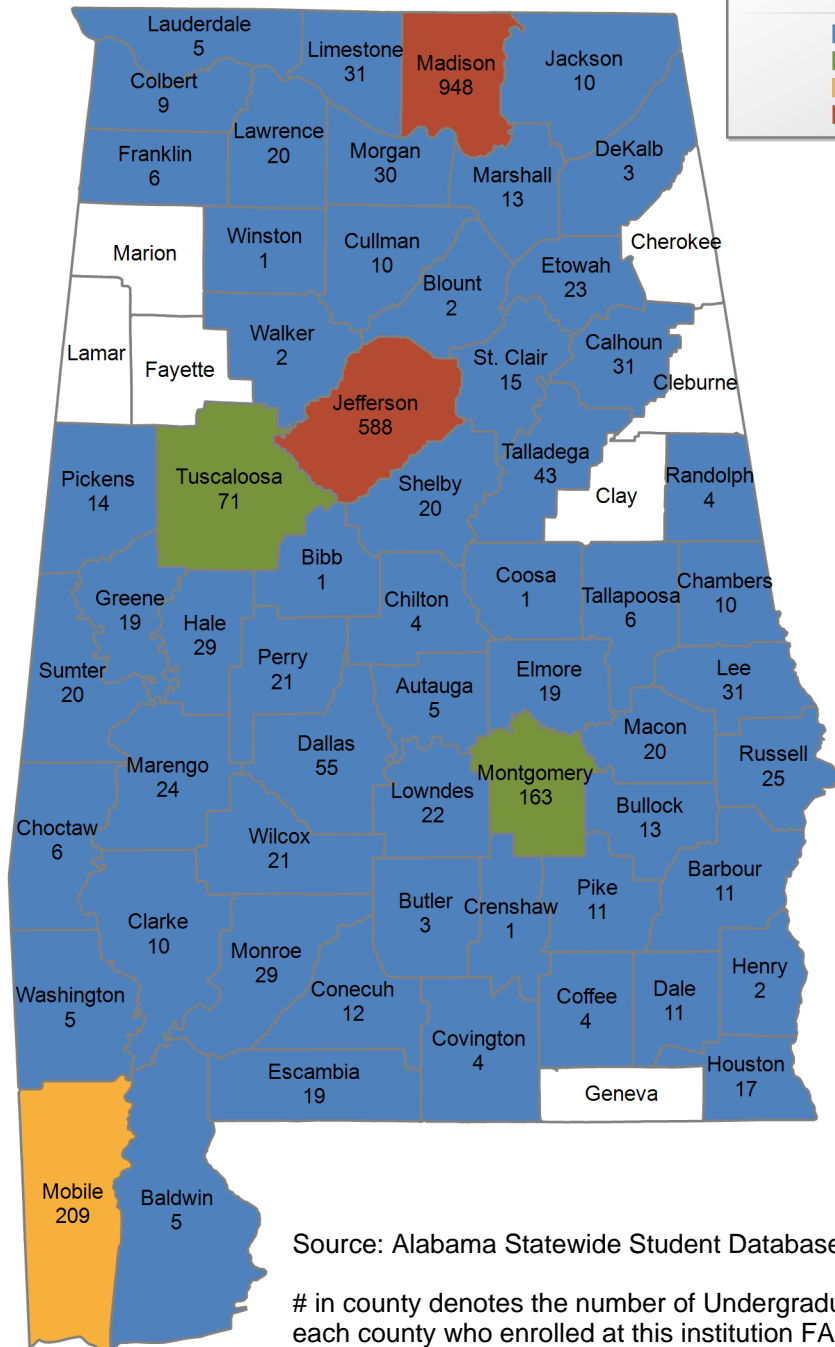 Lauderdale
5
Limestone
31
Madison
948
Jackson
10
Colbert
9
Lawrence
20
Morgan
30
DeKalb
3
Franklin
6
Marshall
13
Marion
Winston
1
Cullman
10
Cherokee
Etowah
23
Blount
2
Walker
2
Lamar
Fayette
St. Clair
15
Calhoun
31
Cleburne
Jefferson
588
Talladega
43
Pickens
14
Tuscaloosa
71
Shelby
20
Clay
Randolph
4
Bibb
1
Coosa
1
Tallapoosa
6
Chambers
10
Greene
19
Hale
29
Chilton
4
Perry
21
Sumter
20
Autauga
5
Elmore
19
Lee
31
Macon
20
Dallas
55
Marengo
24
Montgomery
163
Russell
25
Lowndes
22
Bullock
13
Choctaw
6
Wilcox
21
Barbour
11
Butler
3
Crenshaw
1
Pike
11
Clarke
10
Monroe
29
Henry
2
Washington
5
Conecuh
12
Coffee
4
Dale
11
Covington
4
Escambia
19
Houston
17
Geneva
Mobile
209
Baldwin
5
Source: Alabama Statewide Student Database
# in county denotes the number of
each county who enrolled at this institution